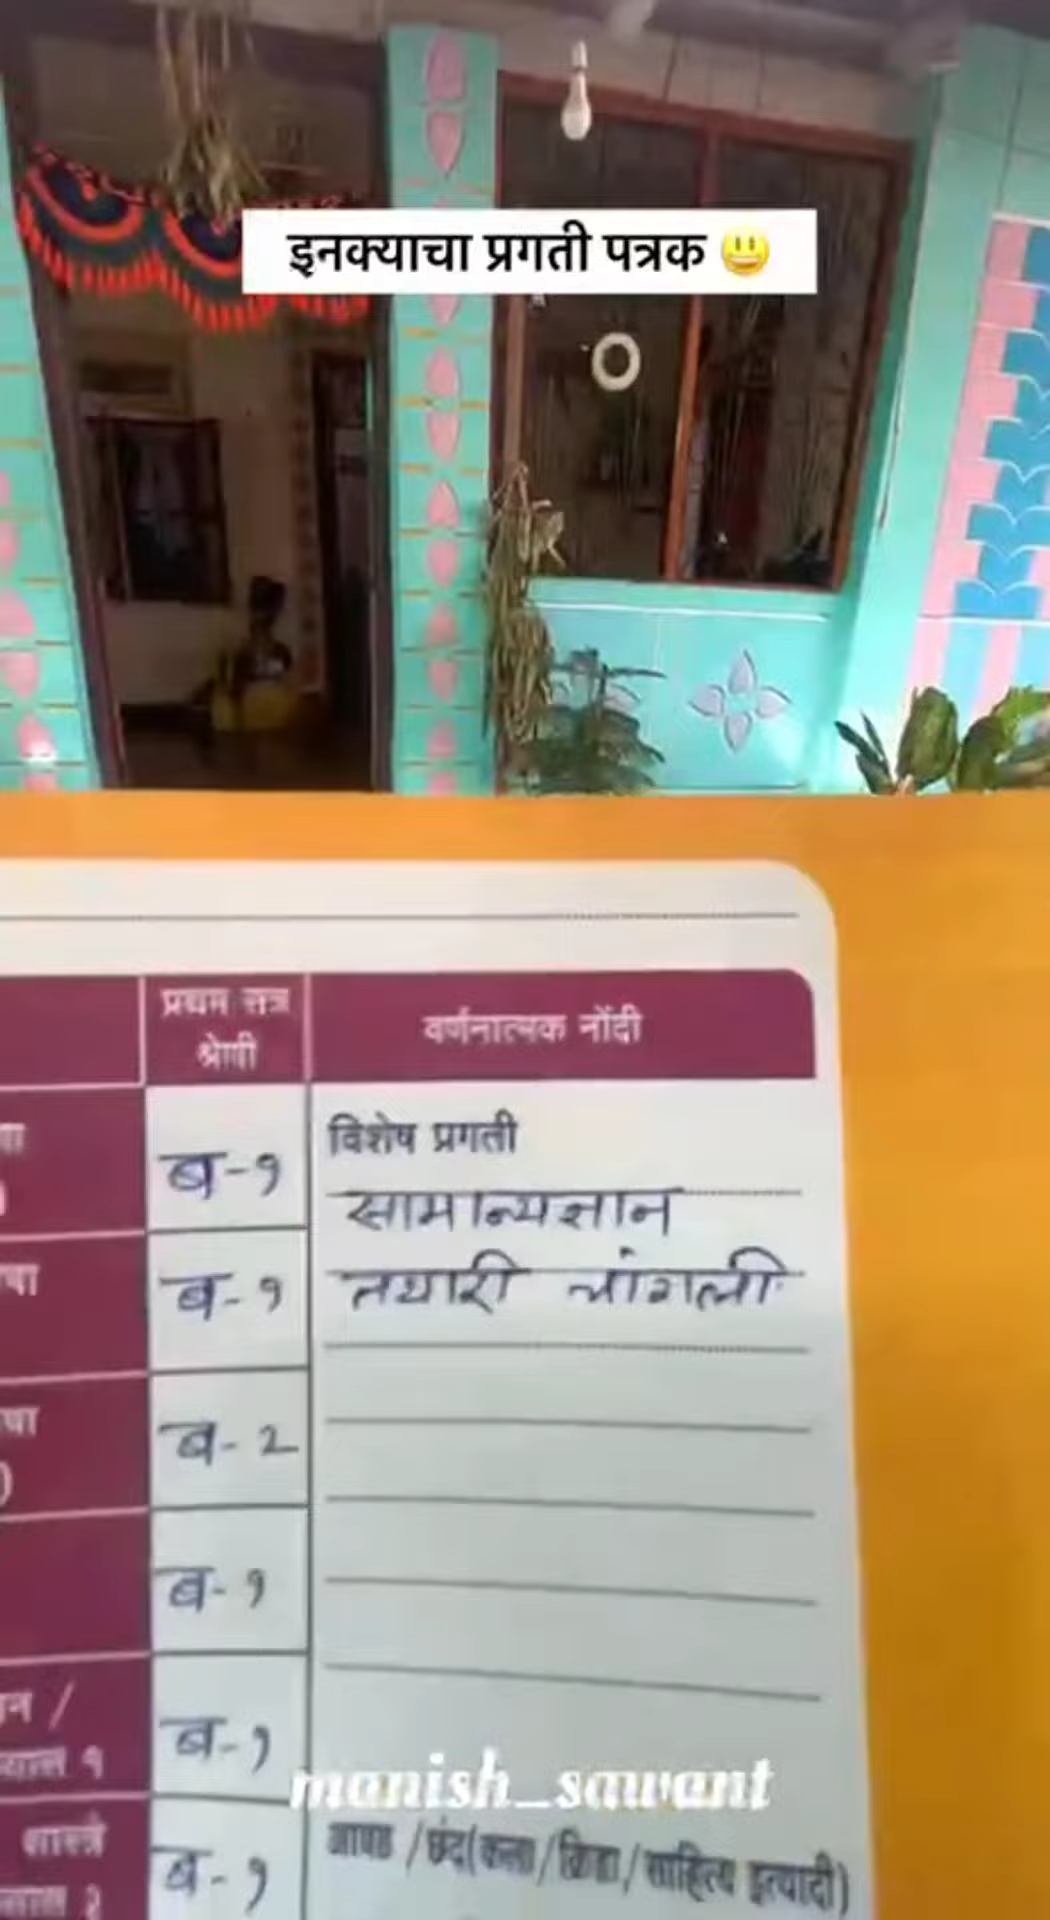 इनक्याचा प्रगती पत्रक 😃
प्रथम सत्र
श्रेणी
वर्णनात्मक नोंदी
ब-१
विशेष प्रगती
सामान्यज्ञान
ब-१
तयारी चांगली
ब-२
ब-१
ब-१
manish_sawant
आवड /छंद(कला/क्रिडा/साहित्य इत्यादी)
शास्त्रे
ब-१